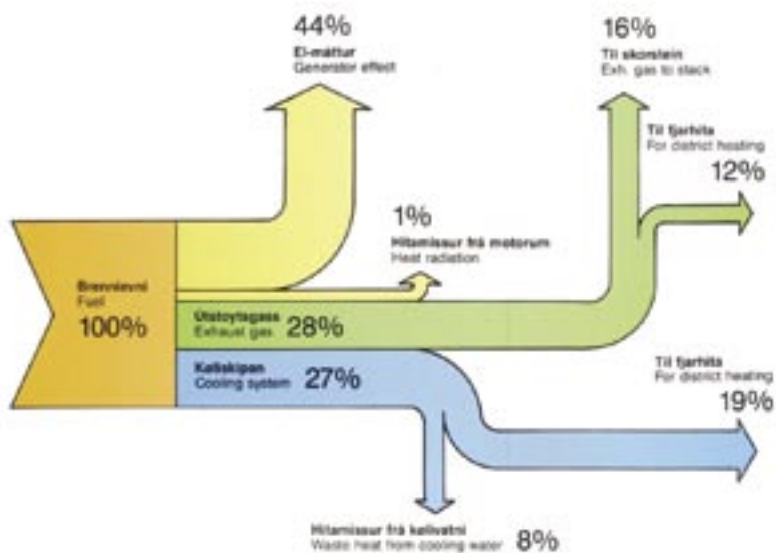 44%
El-máttur
Generator effect
16%
Til skorstein
Exh. gas to stack
Til fjarhita
For district heating
12%
1%
Hitamissur frá motorum
Heat radiation
Brennievni
Fuel
100%
Útstoytsgass
Exhaust gas 28%
Køliskipan
Cooling system 27%
Til fjarhita
For district heating
19%
Hitamissur frá kølivatni
Waste heat from cooling water 8%